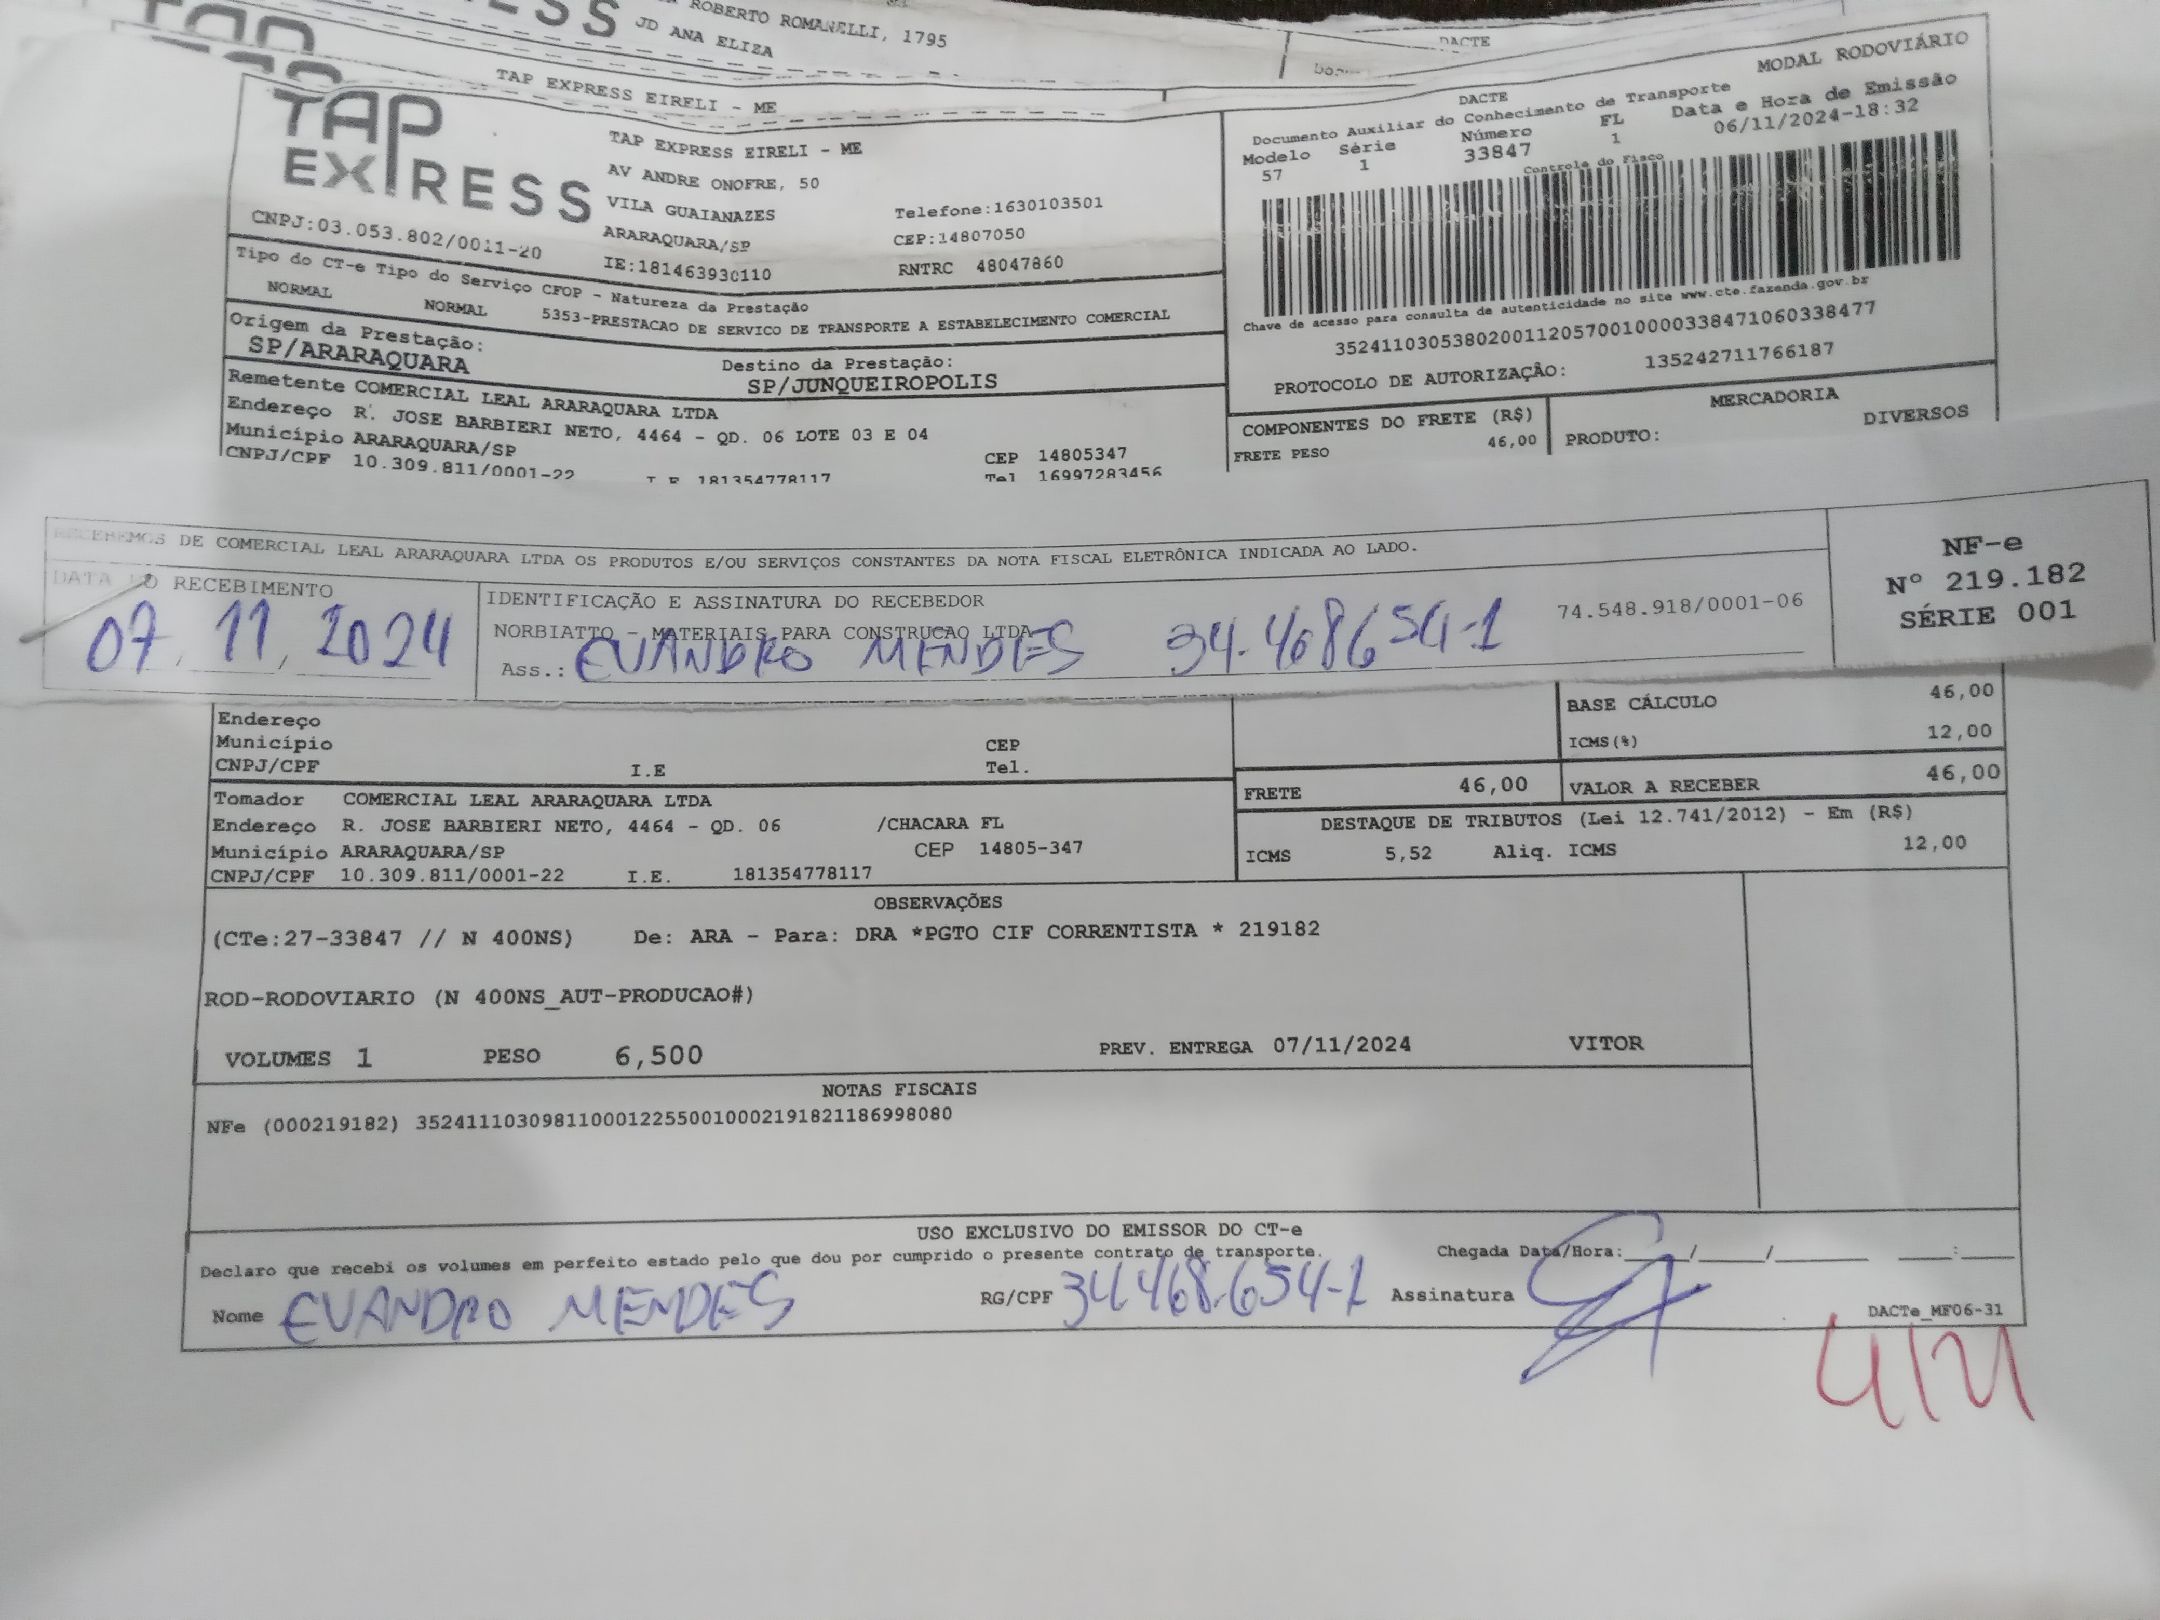 ROBERTO ROMANELLI, 1795
JD ANA ELIZA
DACTE
TAP EXPRESS EIRELI - ME
TAP EXPRESS
CNPJ:03.053.802/0011-20
TAP EXPRESS EIRELI - ME
AV ANDRE ONOFRE, 50
VILA GUAIANAZES
ARARAQUARA/SP
IE:181463930110
Telefone:1630103501
CEP:14807050
RNTRC 48047860
MODAL RODOVIÁRIO
DACTE
Documento Auxiliar do Conhecimento de Transporte
Modelo Série Número FL Data e Hora de Emissão
57 1 33847 1 06/11/2024-18:32
Controle do Fisco
Chave de acesso para consulta de autenticidade no site www.cte.fazenda.gov.br
35241103053802001120570010000338471060338477
PROTOCOLO DE AUTORIZAÇÃO: 135242711766187
Tipo do CT-e Tipo do Serviço CFOP - Natureza da Prestação
NORMAL NORMAL 5353-PRESTACAO DE SERVICO DE TRANSPORTE A ESTABELECIMENTO COMERCIAL
Origem da Prestação: Destino da Prestação:
SP/ARARAQUARA SP/JUNQUEIROPOLIS
Remetente COMERCIAL LEAL ARARAQUARA LTDA
Endereço R. JOSE BARBIERI NETO, 4464 - QD. 06 LOTE 03 E 04
Município ARARAQUARA/SP CEP 14805347
CNPJ/CPF 10.309.811/0001-22 I.E 181354778117 Tel 16997283456
COMPONENTES DO FRETE (R$)
FRETE PESO 46,00
MERCADORIA
PRODUTO: DIVERSOS
RECEBEMOS DE COMERCIAL LEAL ARARAQUARA LTDA OS PRODUTOS E/OU SERVIÇOS CONSTANTES DA NOTA FISCAL ELETRÔNICA INDICADA AO LADO.
DATA DO RECEBIMENTO
07, 11, 2024
IDENTIFICAÇÃO E ASSINATURA DO RECEBEDOR
NORBIATTO - MATERIAIS PARA CONSTRUCAO LTDA 74.548.918/0001-06
Ass.: EVANDRO MENDES 34.468654-1
NF-e
Nº 219.182
SÉRIE 001
Endereço
Município CEP
CNPJ/CPF I.E Tel.
BASE CÁLCULO 46,00
ICMS(%) 12,00
FRETE 46,00 VALOR A RECEBER 46,00
DESTAQUE DE TRIBUTOS (Lei 12.741/2012) - Em (R$)
ICMS 5,52 Aliq. ICMS 12,00
Tomador COMERCIAL LEAL ARARAQUARA LTDA
Endereço R. JOSE BARBIERI NETO, 4464 - QD. 06 /CHACARA FL
Município ARARAQUARA/SP CEP 14805-347
CNPJ/CPF 10.309.811/0001-22 I.E. 181354778117
OBSERVAÇÕES
(CTe:27-33847 // N 400NS) De: ARA - Para: DRA *PGTO CIF CORRENTISTA * 219182
ROD-RODOVIARIO (N 400NS_AUT-PRODUCAO#)
VOLUMES 1 PESO 6,500 PREV. ENTREGA 07/11/2024 VITOR
NOTAS FISCAIS
NFe (000219182) 35241110309811000122550010002191821186998080
USO EXCLUSIVO DO EMISSOR DO CT-e
Declaro que recebi os volumes em perfeito estado pelo que dou por cumprido o presente contrato de transporte. Chegada Data/Hora:____/____/____ ___:___
Nome EVANDRO MENDES RG/CPF 34.468.654-1 Assinatura
DACTe_MF06-31